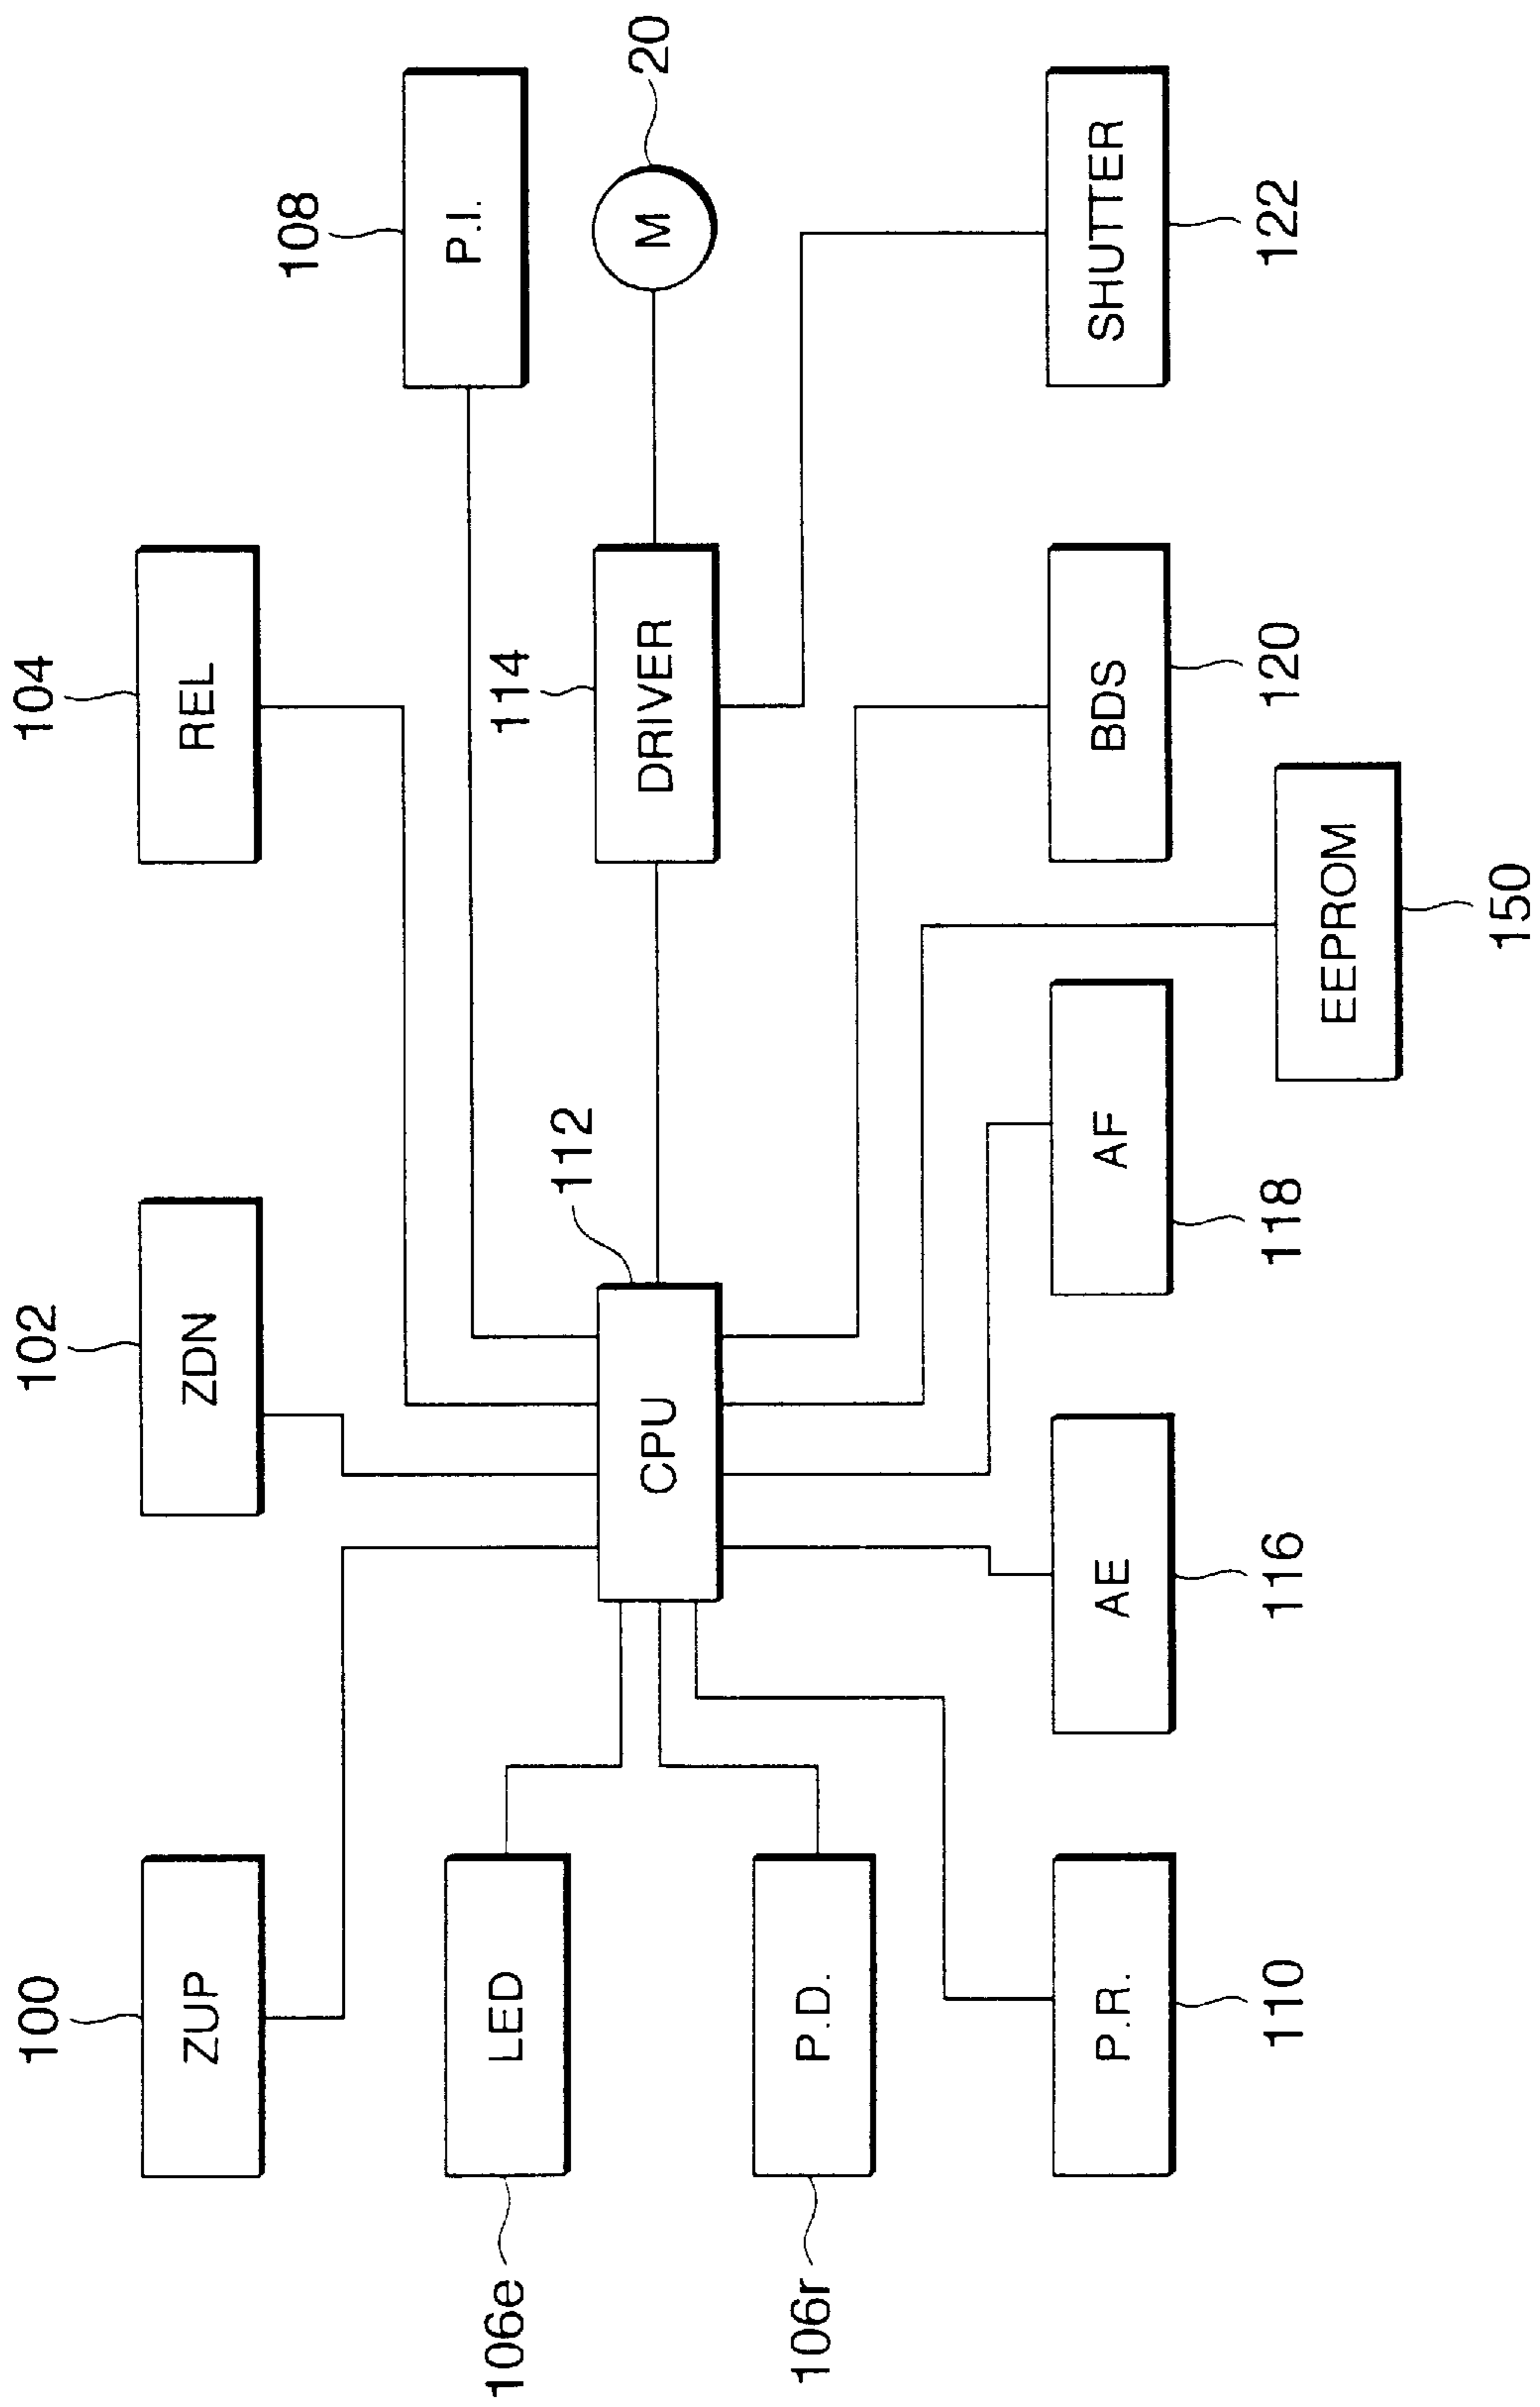 100
ZUP
102
ZDN
104
REL
108
P.I.
106e
LED
112
CPU
114
DRIVER
M
20
106r
P.D.
P.R.
110
AE
116
AF
118
BDS
120
SHUTTER
122
EEPROM
150